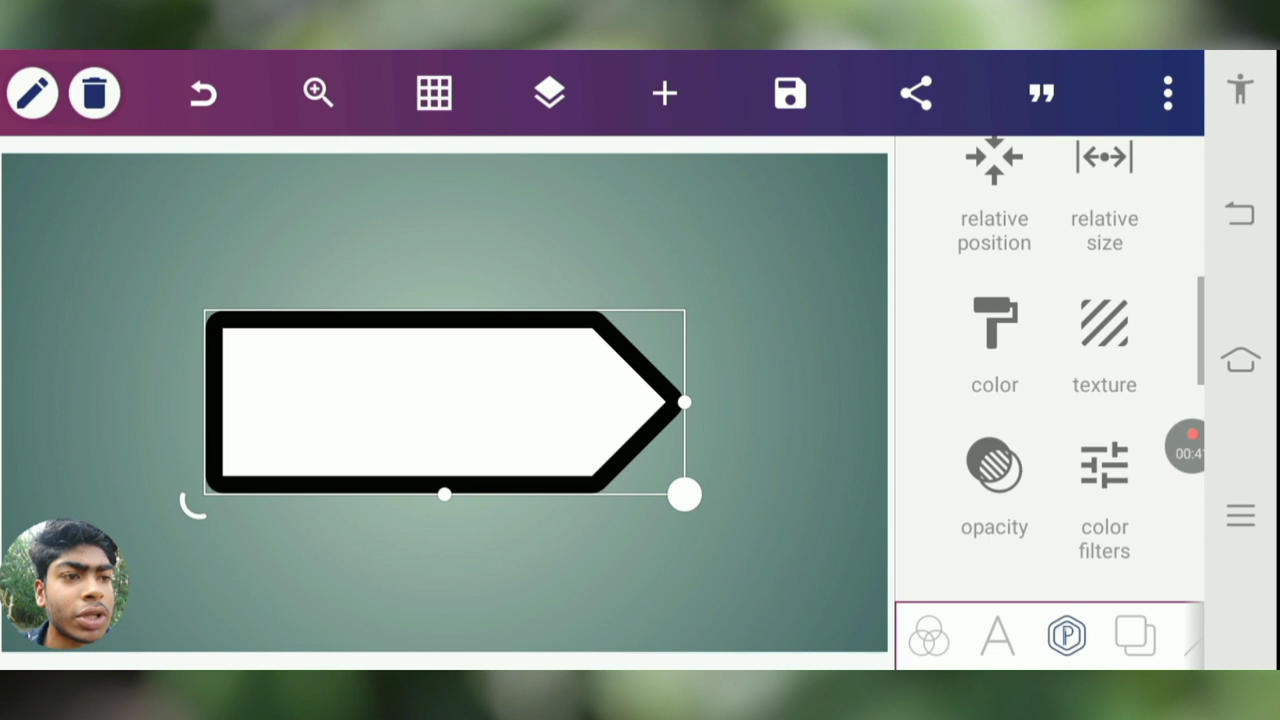 relative
position
relative
size
color
texture
opacity
color
filters
00:4
A
P